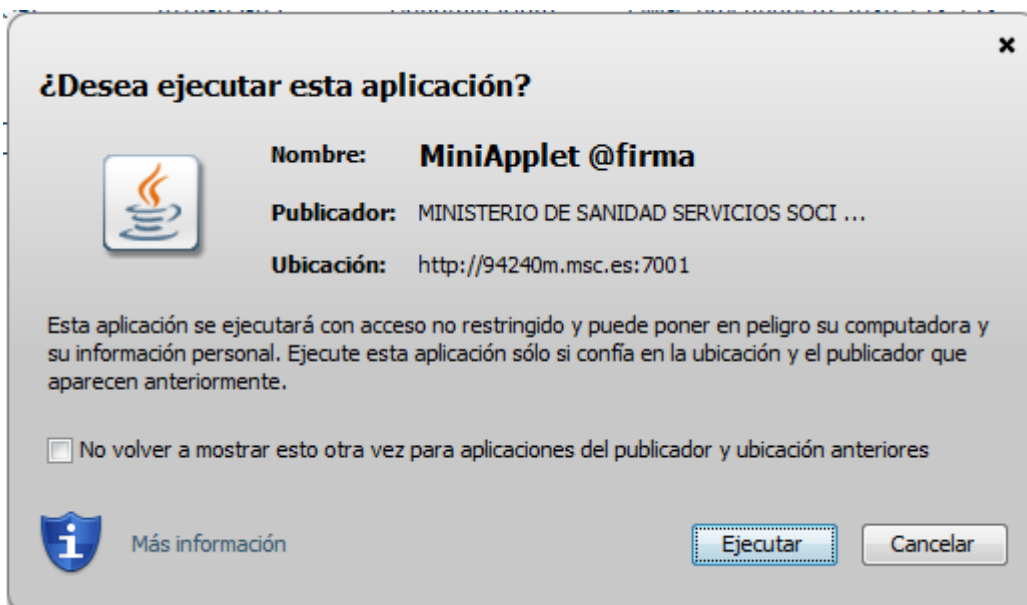 ¿Desea ejecutar esta aplicación?
Nombre: MiniApplet @firma
Publicador: MINISTERIO DE SANIDAD SERVICIOS SOCI ...
Ubicación: http://94240m.msc.es:7001
Esta aplicación se ejecutará con acceso no restringido y puede poner en peligro su computadora y
su información personal. Ejecute esta aplicación sólo si confía en la ubicación y el publicador que
aparecen anteriormente.
No volver a mostrar esto otra vez para aplicaciones del publicador y ubicación anteriores
Más información
Ejecutar
Cancelar